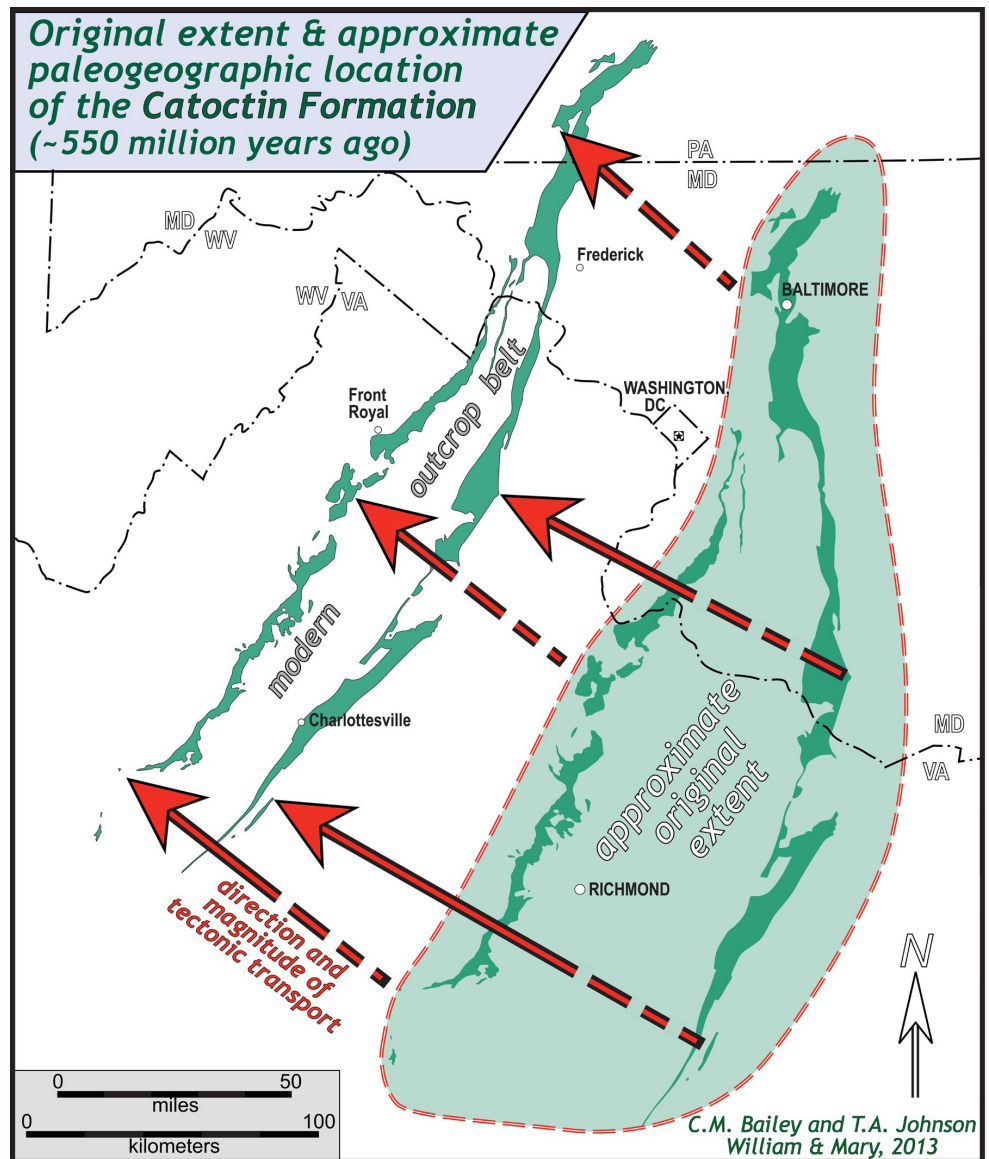 Original extent & approximate
paleogeographic location
of the Catoctin Formation
(~550 million years ago)
PA
MD
MD
WV
Frederick
WV
VA
BALTIMORE
outcrop belt
WASHINGTON,
DC
Front
Royal
modern
Charlottesville
approximate
original
extent
MD
VA
RICHMOND
direction and
magnitude of
tectonic transport
N
0 50
miles
0 100
kilometers
C.M. Bailey and T.A. Johnson
William & Mary, 2013